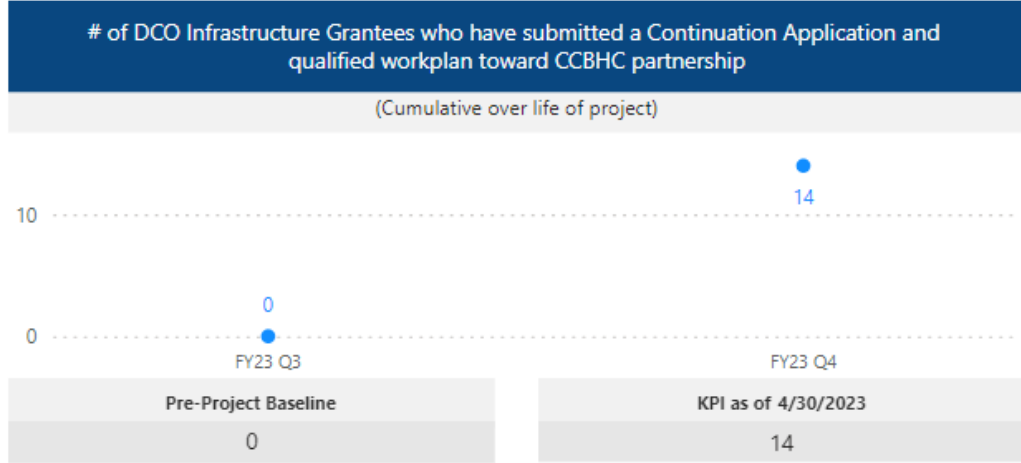 # of DCO Infrastructure Grantees who have submitted a Continuation Application and
qualified workplan toward CCBHC partnership
(Cumulative over life of project)
14
10
0
0
FY23 Q3 FY23 Q4
Pre-Project Baseline KPI as of 4/30/2023
0 14